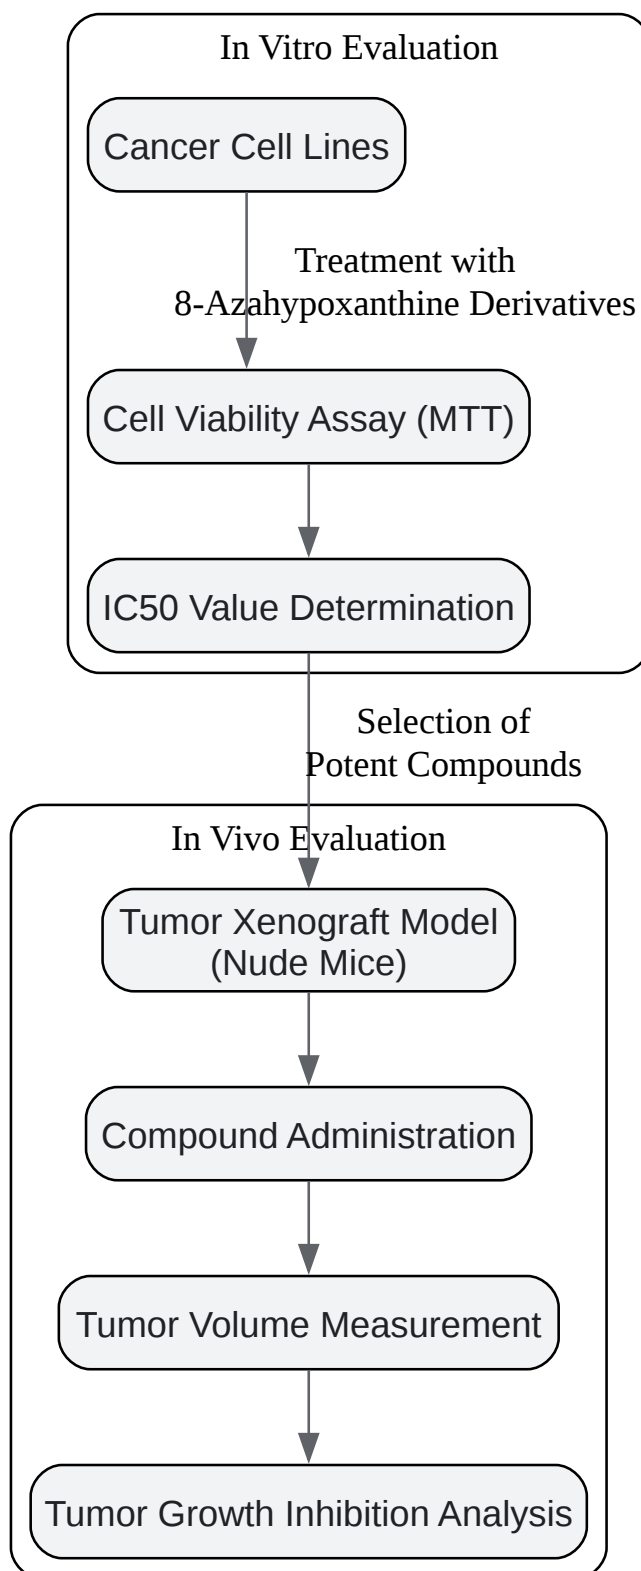 In Vitro Evaluation
Cancer Cell Lines
Treatment with
8-Azahypoxanthine Derivatives
Cell Viability Assay (MTT)
IC50 Value Determination
Selection of
Potent Compounds
In Vivo Evaluation
Tumor Xenograft Model
(Nude Mice)
Compound Administration
Tumor Volume Measurement
Tumor Growth Inhibition Analysis